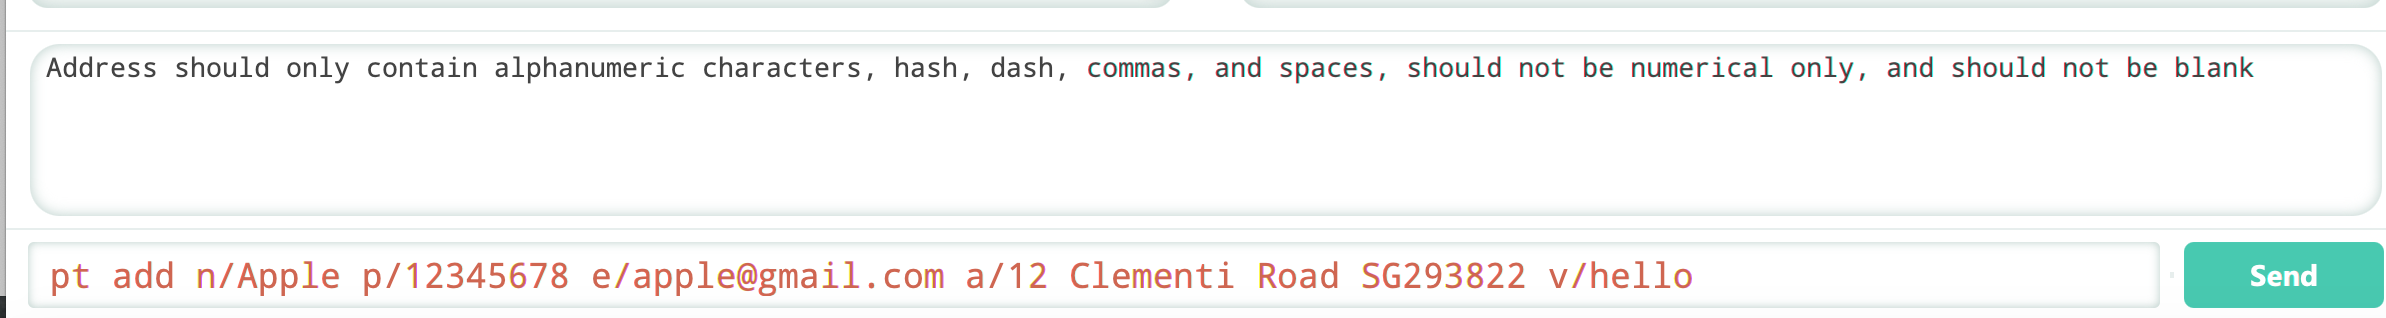 Address should only contain alphanumeric characters, hash, dash, commas, and spaces, should not be numerical only, and should not be blank
pt add n/Apple p/12345678 e/apple@gmail.com a/12 Clementi Road SG293822 v/hello
Send